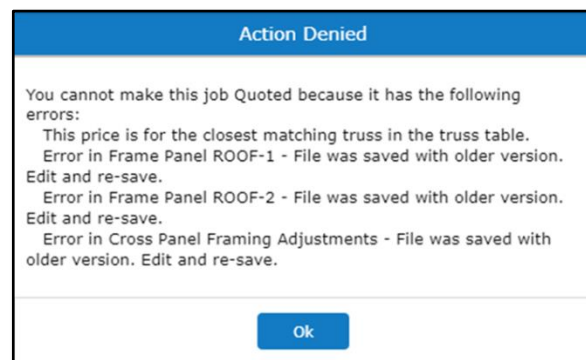 Action Denied
You cannot make this job Quoted because it has the following
errors:
This price is for the closest matching truss in the truss table.
Error in Frame Panel ROOF-1 - File was saved with older version.
Edit and re-save.
Error in Frame Panel ROOF-2 - File was saved with older version.
Edit and re-save.
Error in Cross Panel Framing Adjustments - File was saved with
older version. Edit and re-save.
Ok